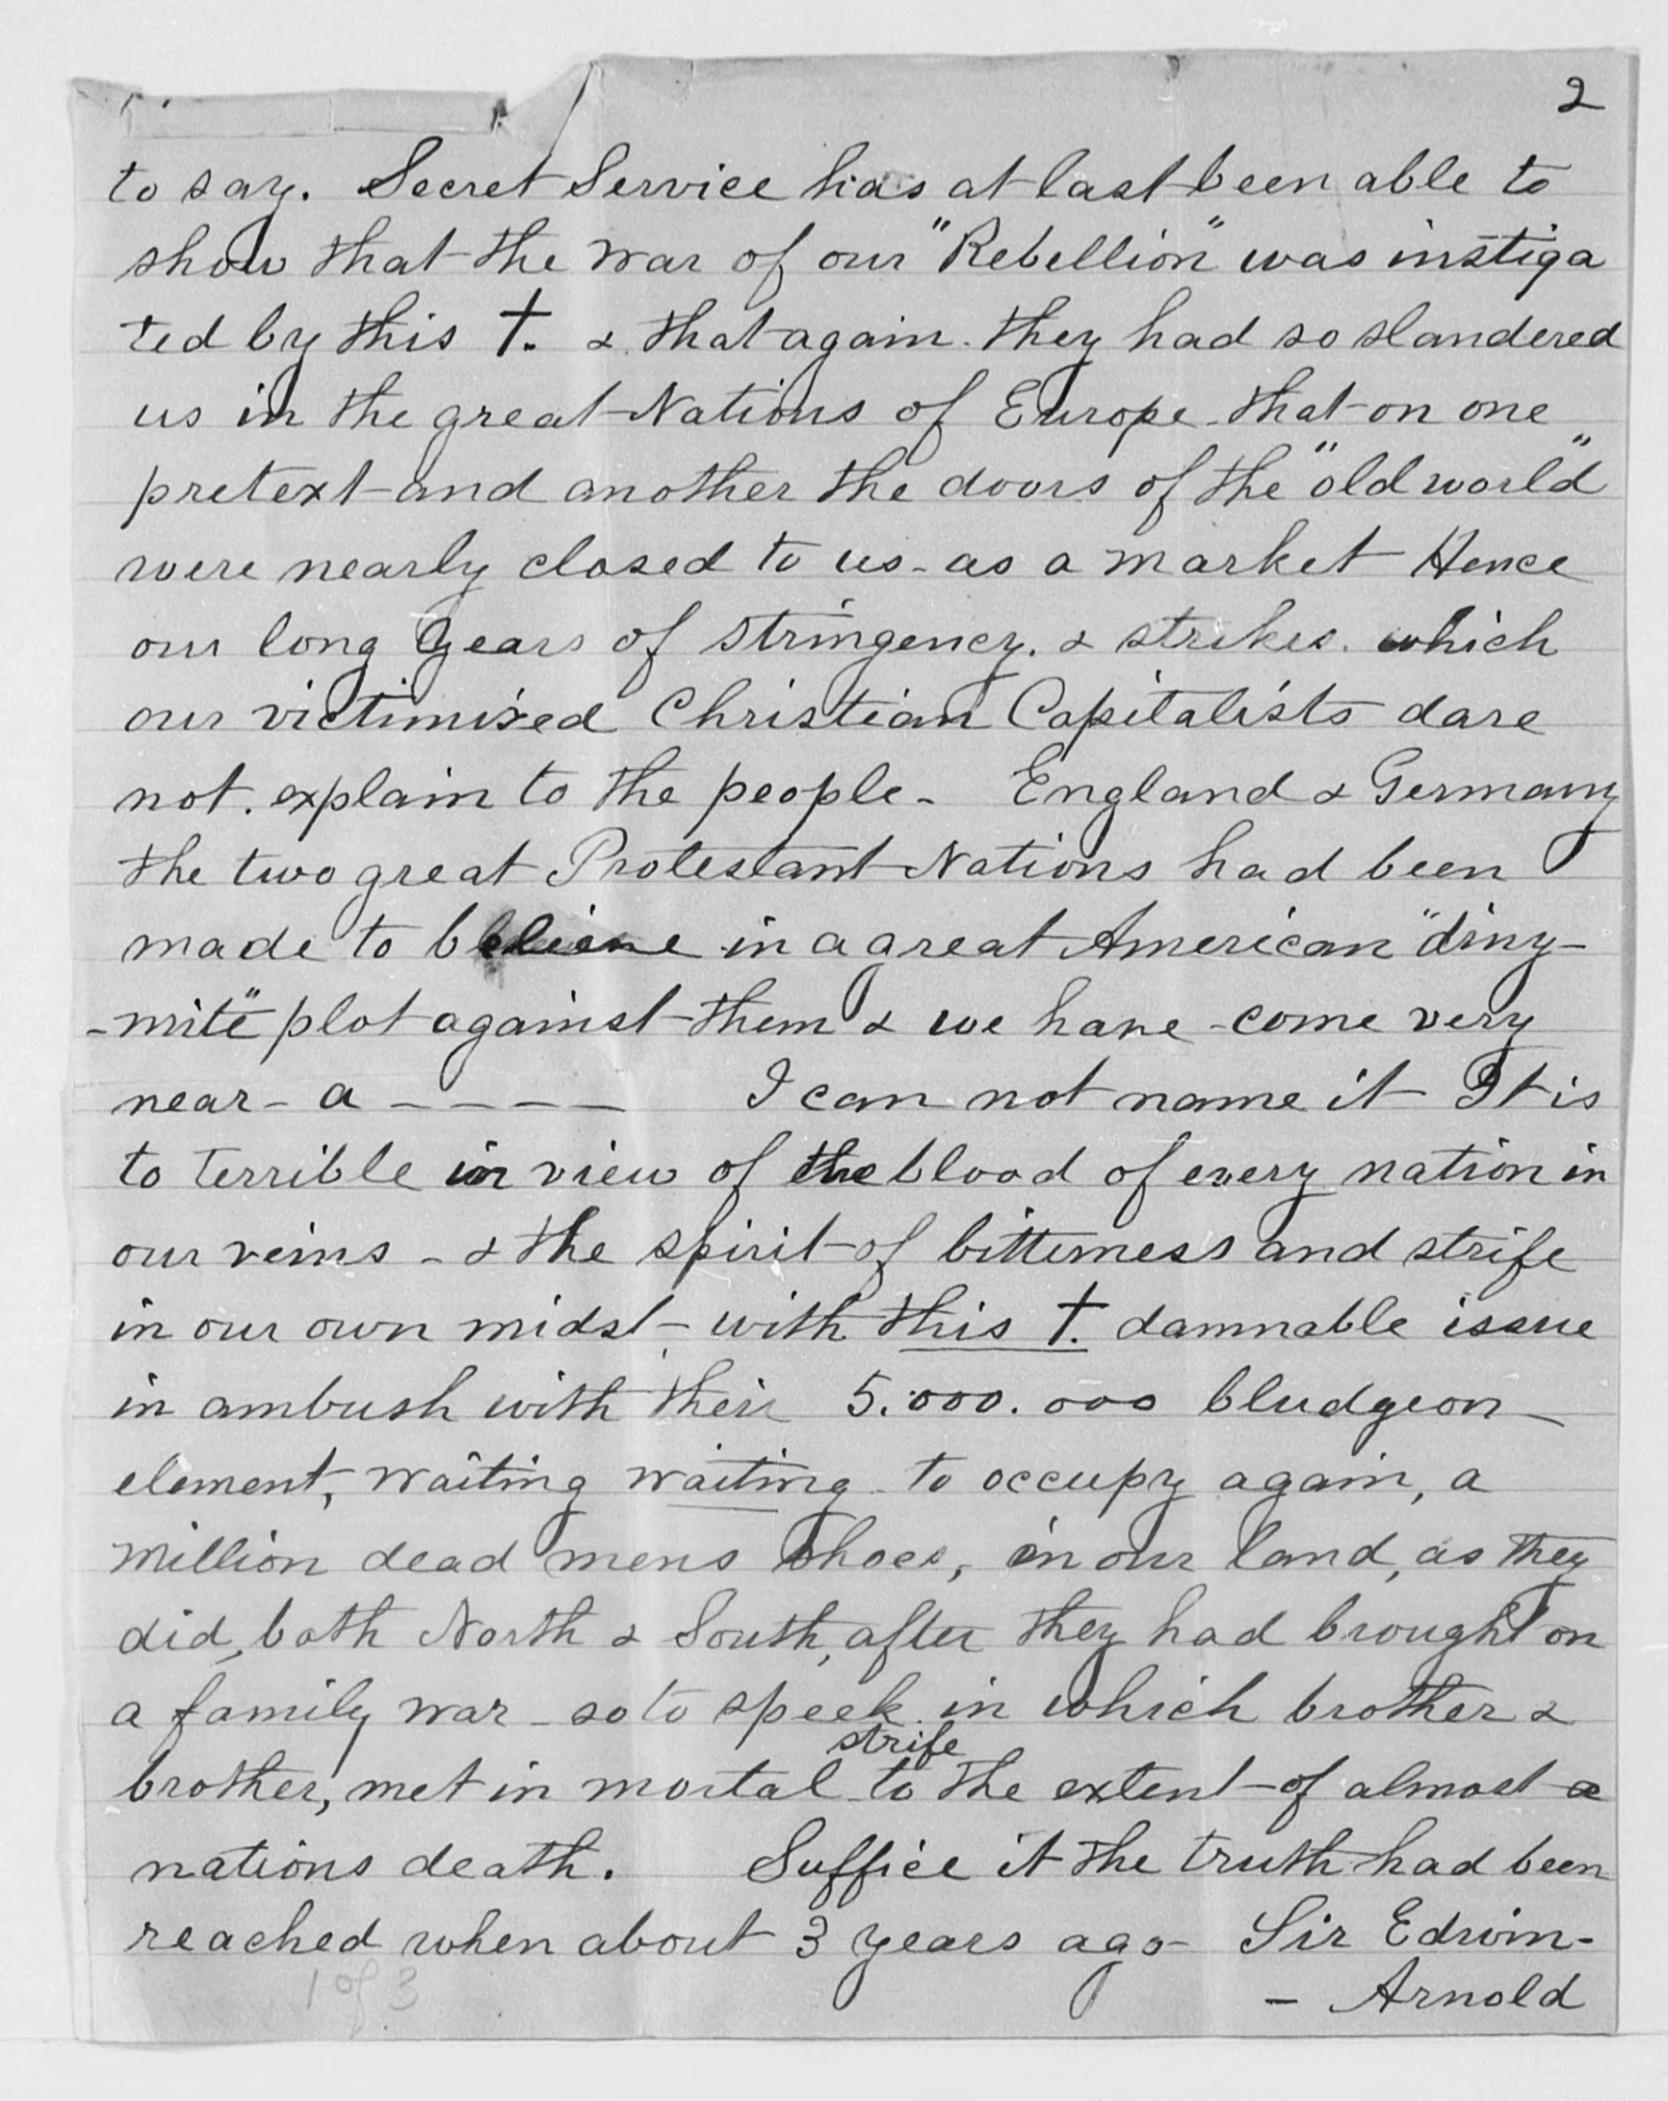 2
to say. Secret Service has at last been able to
show that the war of our "Rebellion" was instiga
ted by this †. & that again they had so slandered
us in the great Nations of Europe that on one
pretext and another the doors of the "old world"
were nearly closed to us - as a market Hence
our long years of stringency. & strikes. which
our victimised Christian Capitalists dare
not. explain to the people - England & Germany
the two great Protestant Nations had been
made to believe in a great American "diny-
-mite" plot against them & we have come very
near - a - - - - I can not name it It is
to terrible in view of the blood of every nation in
our veins - & the spirit of bitterness and strife
in our own midst - with this †. damnable issue
in ambush with their 5.000.000 bludgeon
element, waiting waiting to occupy again, a
million dead mens shoes, in our land, as they
did, both North & South, after they had brought on
a family war - so to speek in which brother &
strife
brother, met in mortal to the extent of almost a
nations death. Suffice it the truth had been
reached when about 3 years ago - Sir Edwin -
- Arnold
1 of 3